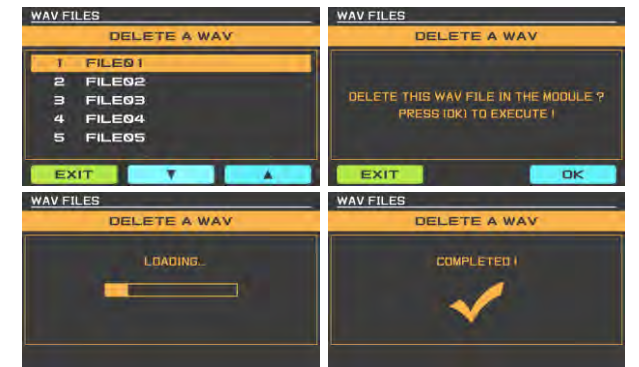 WAV FILES
DELETE A WAV
1 FILE01
2 FILE02
3 FILE03
4 FILE04
5 FILE05
EXIT ▼ ▲
WAV FILES
DELETE A WAV
DELETE THIS WAV FILE IN THE MODULE ?
PRESS [OK] TO EXECUTE !
EXIT OK
WAV FILES
DELETE A WAV
LOADING...
WAV FILES
DELETE A WAV
COMPLETED !